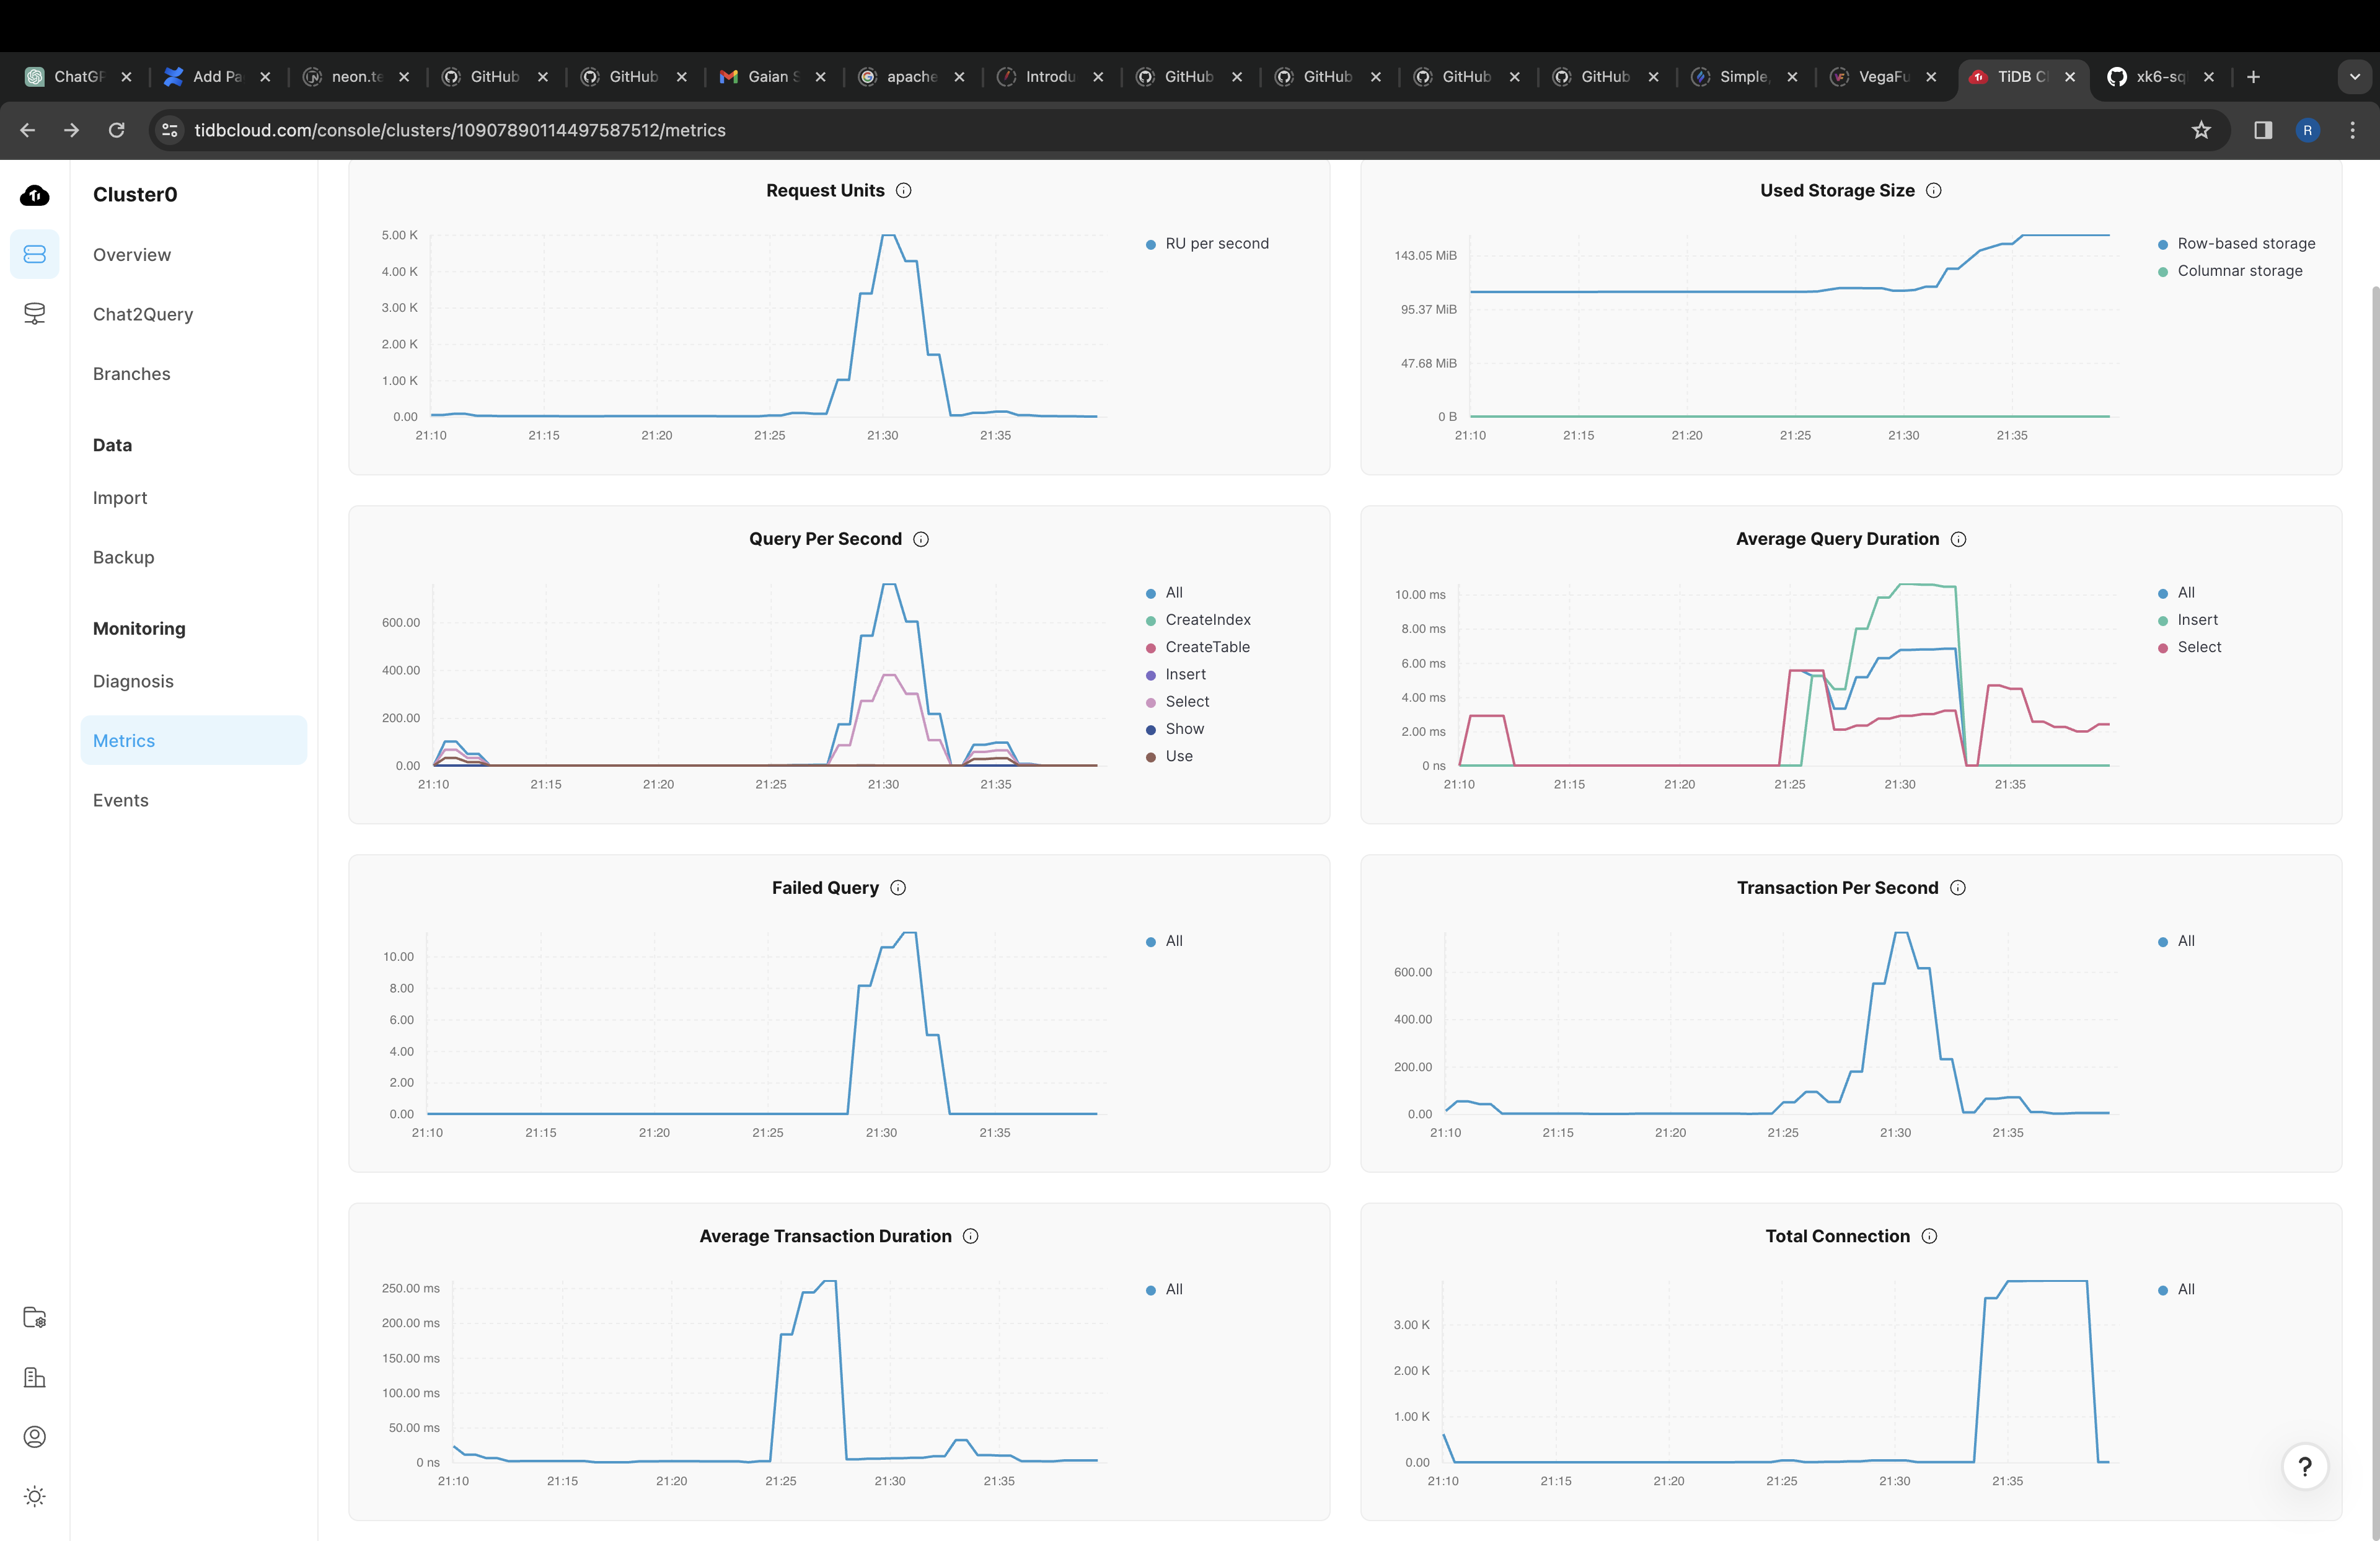 ChatGP
Add Pa
neon.te
GitHub
GitHub
Gaian S
apache
Introdu
GitHub
GitHub
GitHub
GitHub
Simple,
VegaFu
TiDB Cl
xk6-sq
tidbcloud.com/console/clusters/10907890114497587512/metrics
R
Cluster0
Overview
Chat2Query
Branches
Data
Import
Backup
Monitoring
Diagnosis
Metrics
Events
Request Units
5.00 K
4.00 K
3.00 K
2.00 K
1.00 K
0.00
21:10 21:15 21:20 21:25 21:30 21:35
RU per second
Used Storage Size
143.05 MiB
95.37 MiB
47.68 MiB
0 B
21:10 21:15 21:20 21:25 21:30 21:35
Row-based storage
Columnar storage
Query Per Second
600.00
400.00
200.00
0.00
21:10 21:15 21:20 21:25 21:30 21:35
All
CreateIndex
CreateTable
Insert
Select
Show
Use
Average Query Duration
10.00 ms
8.00 ms
6.00 ms
4.00 ms
2.00 ms
0 ns
21:10 21:15 21:20 21:25 21:30 21:35
All
Insert
Select
Failed Query
10.00
8.00
6.00
4.00
2.00
0.00
21:10 21:15 21:20 21:25 21:30 21:35
All
Transaction Per Second
600.00
400.00
200.00
0.00
21:10 21:15 21:20 21:25 21:30 21:35
All
Average Transaction Duration
250.00 ms
200.00 ms
150.00 ms
100.00 ms
50.00 ms
0 ns
21:10 21:15 21:20 21:25 21:30 21:35
All
Total Connection
3.00 K
2.00 K
1.00 K
0.00
21:10 21:15 21:20 21:25 21:30 21:35
All
?